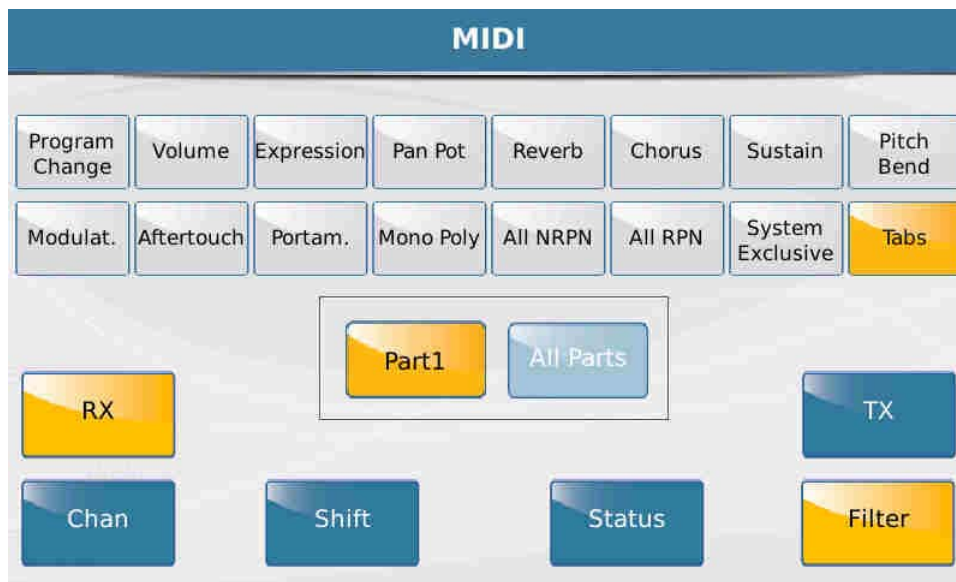 MIDI
Program Change
Volume
Expression
Pan Pot
Reverb
Chorus
Sustain
Pitch Bend
Modulat.
Aftertouch
Portam.
Mono Poly
All NRPN
All RPN
System Exclusive
Tabs
Part1
All Parts
RX
TX
Chan
Shift
Status
Filter